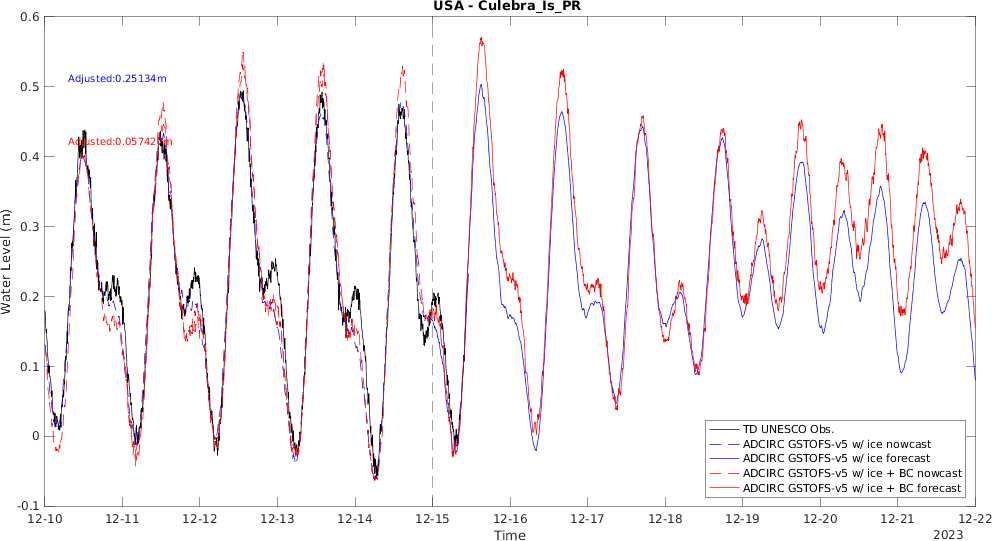 USA - Culebra_Is_PR
0.6
0.5
0.4
0.3
0.2
0.1
0
-0.1
Water Level (m)
Adjusted:0.25134m
TD UNESCO Obs.
ADCIRC GSTOFS-v5 w/ ice nowcast
ADCIRC GSTOFS-v5 w/ ice forecast
ADCIRC GSTOFS-v5 w/ ice + BC nowcast
ADCIRC GSTOFS-v5 w/ ice + BC forecast
12-10 12-11 12-12 12-13 12-14 12-15 12-16 12-17 12-18 12-19 12-20 12-21 12-22
Time
2023